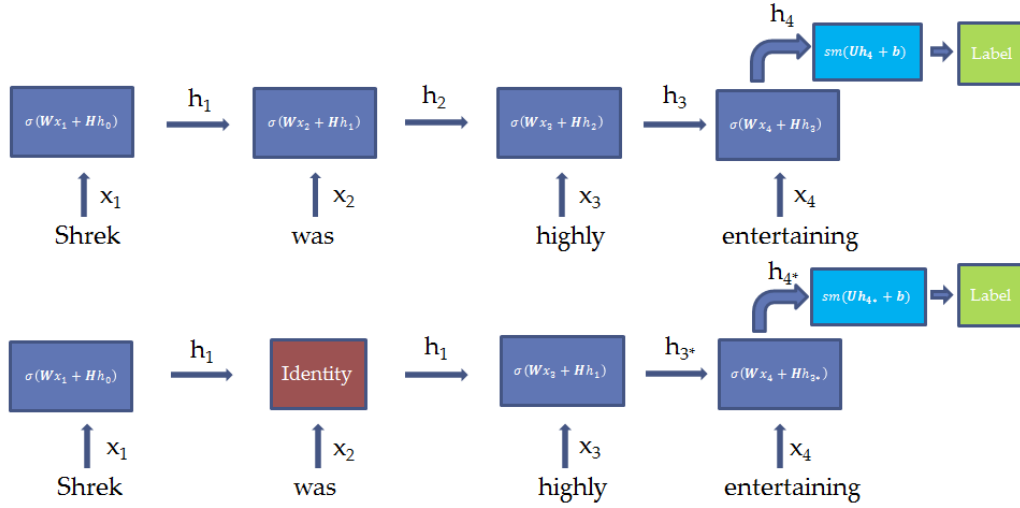 h₄
sm(Uh₄ + b)
Label
h₁
h₂
h₃
σ(Wx₁ + Hh₀)
σ(Wx₂ + Hh₁)
σ(Wx₃ + Hh₂)
σ(Wx₄ + Hh₃)
x₁
x₂
x₃
x₄
Shrek
was
highly
entertaining
h₄*
sm(Uh₄* + b)
Label
h₁
h₁
h₃*
σ(Wx₁ + Hh₀)
Identity
σ(Wx₃ + Hh₁)
σ(Wx₄ + Hh₃*)
x₁
x₂
x₃
x₄
Shrek
was
highly
entertaining